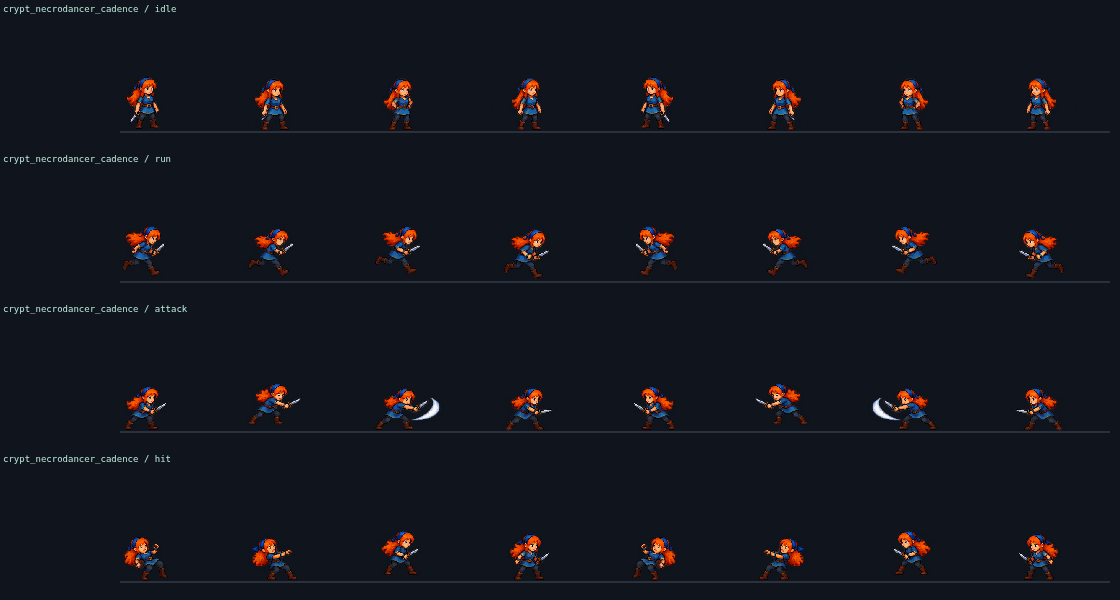 crypt_necrodancer_cadence / idle
crypt_necrodancer_cadence / run
crypt_necrodancer_cadence / attack
crypt_necrodancer_cadence / hit